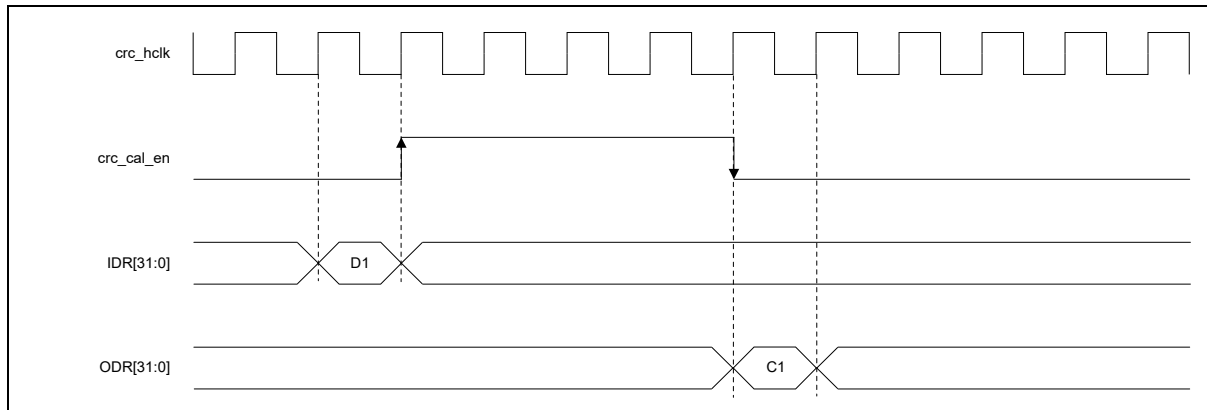 crc_hclk
crc_cal_en
IDR[31:0]
D1
ODR[31:0]
C1